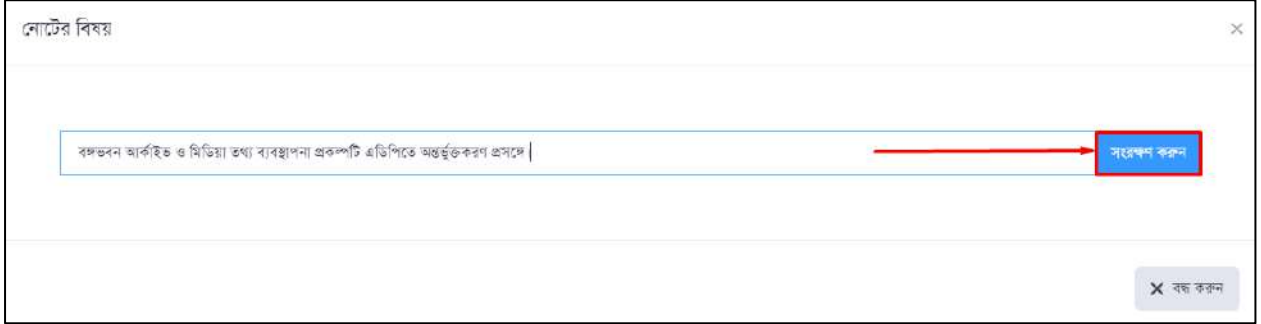 নোটের বিষয়
×
বঙ্গভবন আর্কাইভ ও মিডিয়া তথ্য ব্যবস্থাপনা প্রকল্পটি এডিপিতে অন্তর্ভুক্তকরণ প্রসঙ্গে
সংরক্ষণ করুন
× বন্ধ করুন